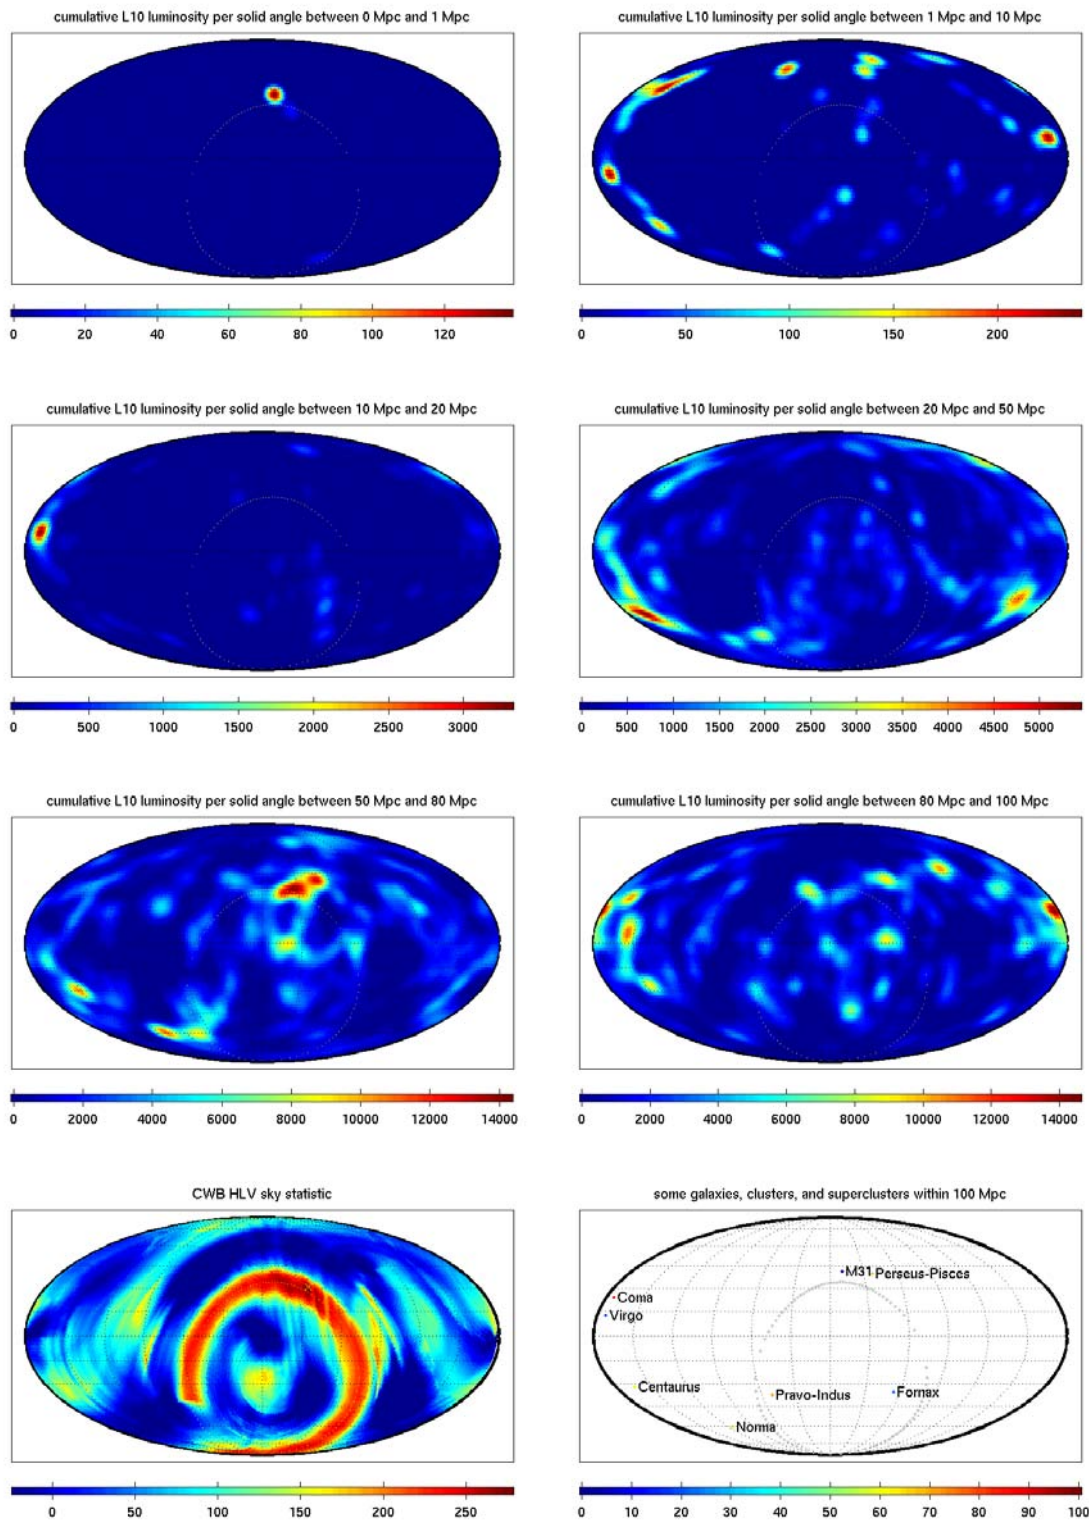 cumulative L10 luminosity per solid angle between 0 Mpc and 1 Mpc
cumulative L10 luminosity per solid angle between 1 Mpc and 10 Mpc
0 20 40 60 80 100 120
0 50 100 150 200
cumulative L10 luminosity per solid angle between 10 Mpc and 20 Mpc
cumulative L10 luminosity per solid angle between 20 Mpc and 50 Mpc
0 500 1000 1500 2000 2500 3000
0 500 1000 1500 2000 2500 3000 3500 4000 4500 5000
cumulative L10 luminosity per solid angle between 50 Mpc and 80 Mpc
cumulative L10 luminosity per solid angle between 80 Mpc and 100 Mpc
0 2000 4000 6000 8000 10000 12000 14000
0 2000 4000 6000 8000 10000 12000 14000
CWB HLV sky statistic
some galaxies, clusters, and superclusters within 100 Mpc
M31 Perseus-Pisces
Coma
Virgo
Centaurus
Pravo-Indus
Fornax
Norma
0 50 100 150 200 250
0 10 20 30 40 50 60 70 80 90 100